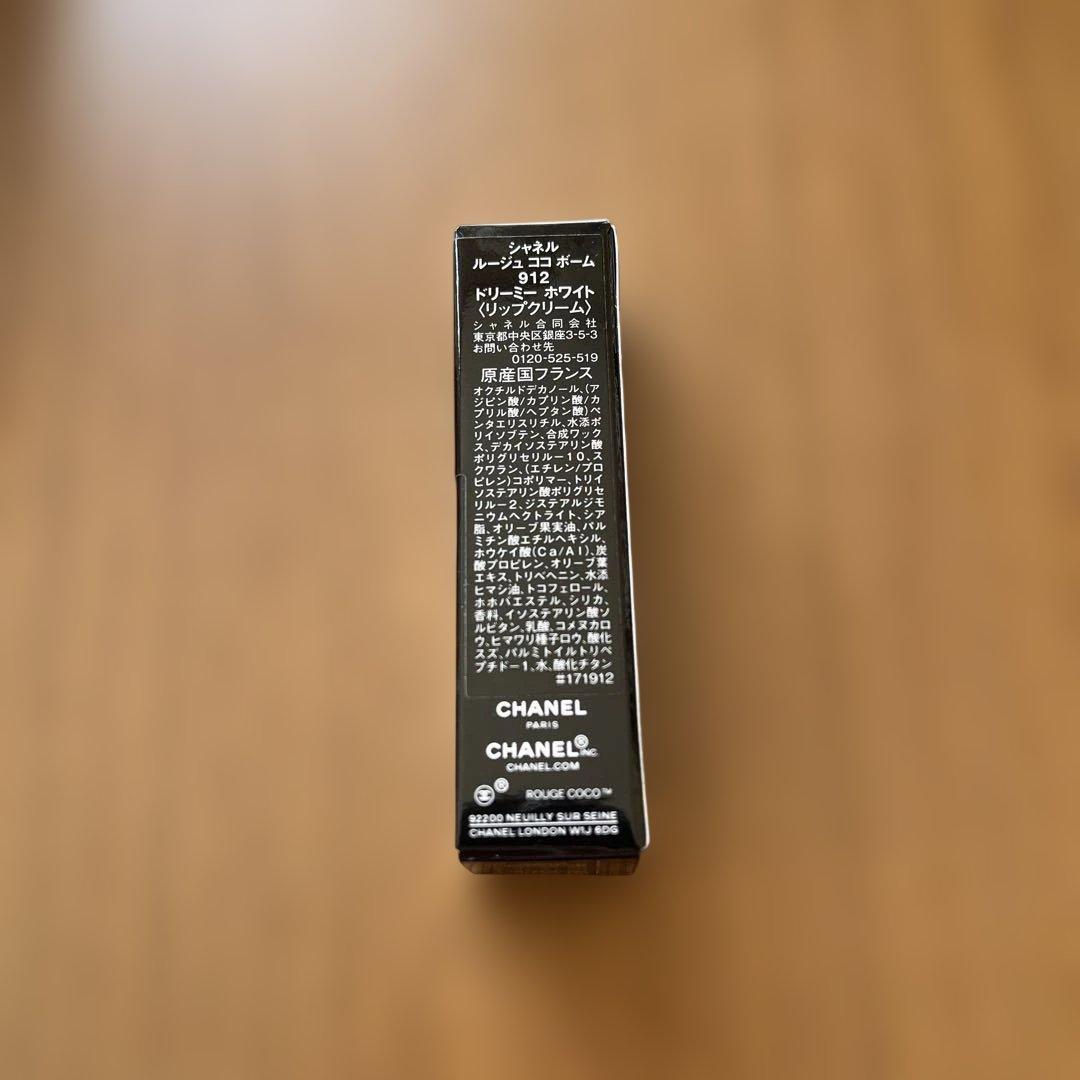 シャネル
ルージュ ココ ボーム
912
ドリーミー ホワイト
〈リップクリーム〉
シャネル合同会社
東京都中央区銀座3-5-3
お問い合わせ先
0120-525-519
原産国フランス
オクチルドデカノール、(ア
ジピン酸/カプリン酸/カ
プリル酸/ヘプタン酸)ペ
ンタエリスリチル、水添ポ
リイソブテン、合成ワック
ス、デカイソステアリン酸
ポリグリセリル-10、ス
クワラン、(エチレン/プロ
ピレン)コポリマー、トリイ
ソステアリン酸ポリグリセ
リル-2、ジステアルジモ
ニウムヘクトライト、シア
脂、オリーブ果実油、パル
ミチン酸エチルヘキシル、
ホウケイ酸(Ca/Al)、炭
酸プロピレン、オリーブ葉
エキス、トリベヘニン、水添
ヒマシ油、トコフェロール、
ホホバエステル、シリカ、
香料、イソステアリン酸ソ
ルビタン、乳酸、コメヌカロ
ウ、ヒマワリ種子ロウ、酸化
スズ、パルミトイルトリペ
プチド-1、水、酸化チタン
#171912
CHANEL
PARIS
CHANEL® INC.
CHANEL.COM
® ROUGE COCO™
92200 NEUILLY SUR SEINE
CHANEL LONDON W1J 6DG